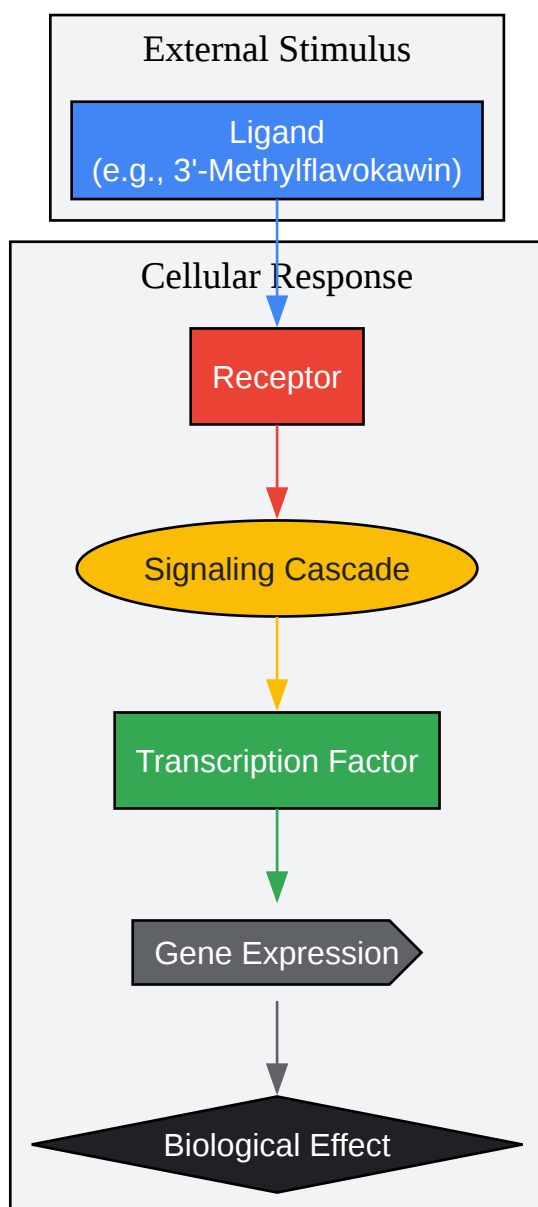 External Stimulus
Ligand
(e.g., 3'-Methylflavokawin)
Cellular Response
Receptor
Signaling Cascade
Transcription Factor
Gene Expression
Biological Effect